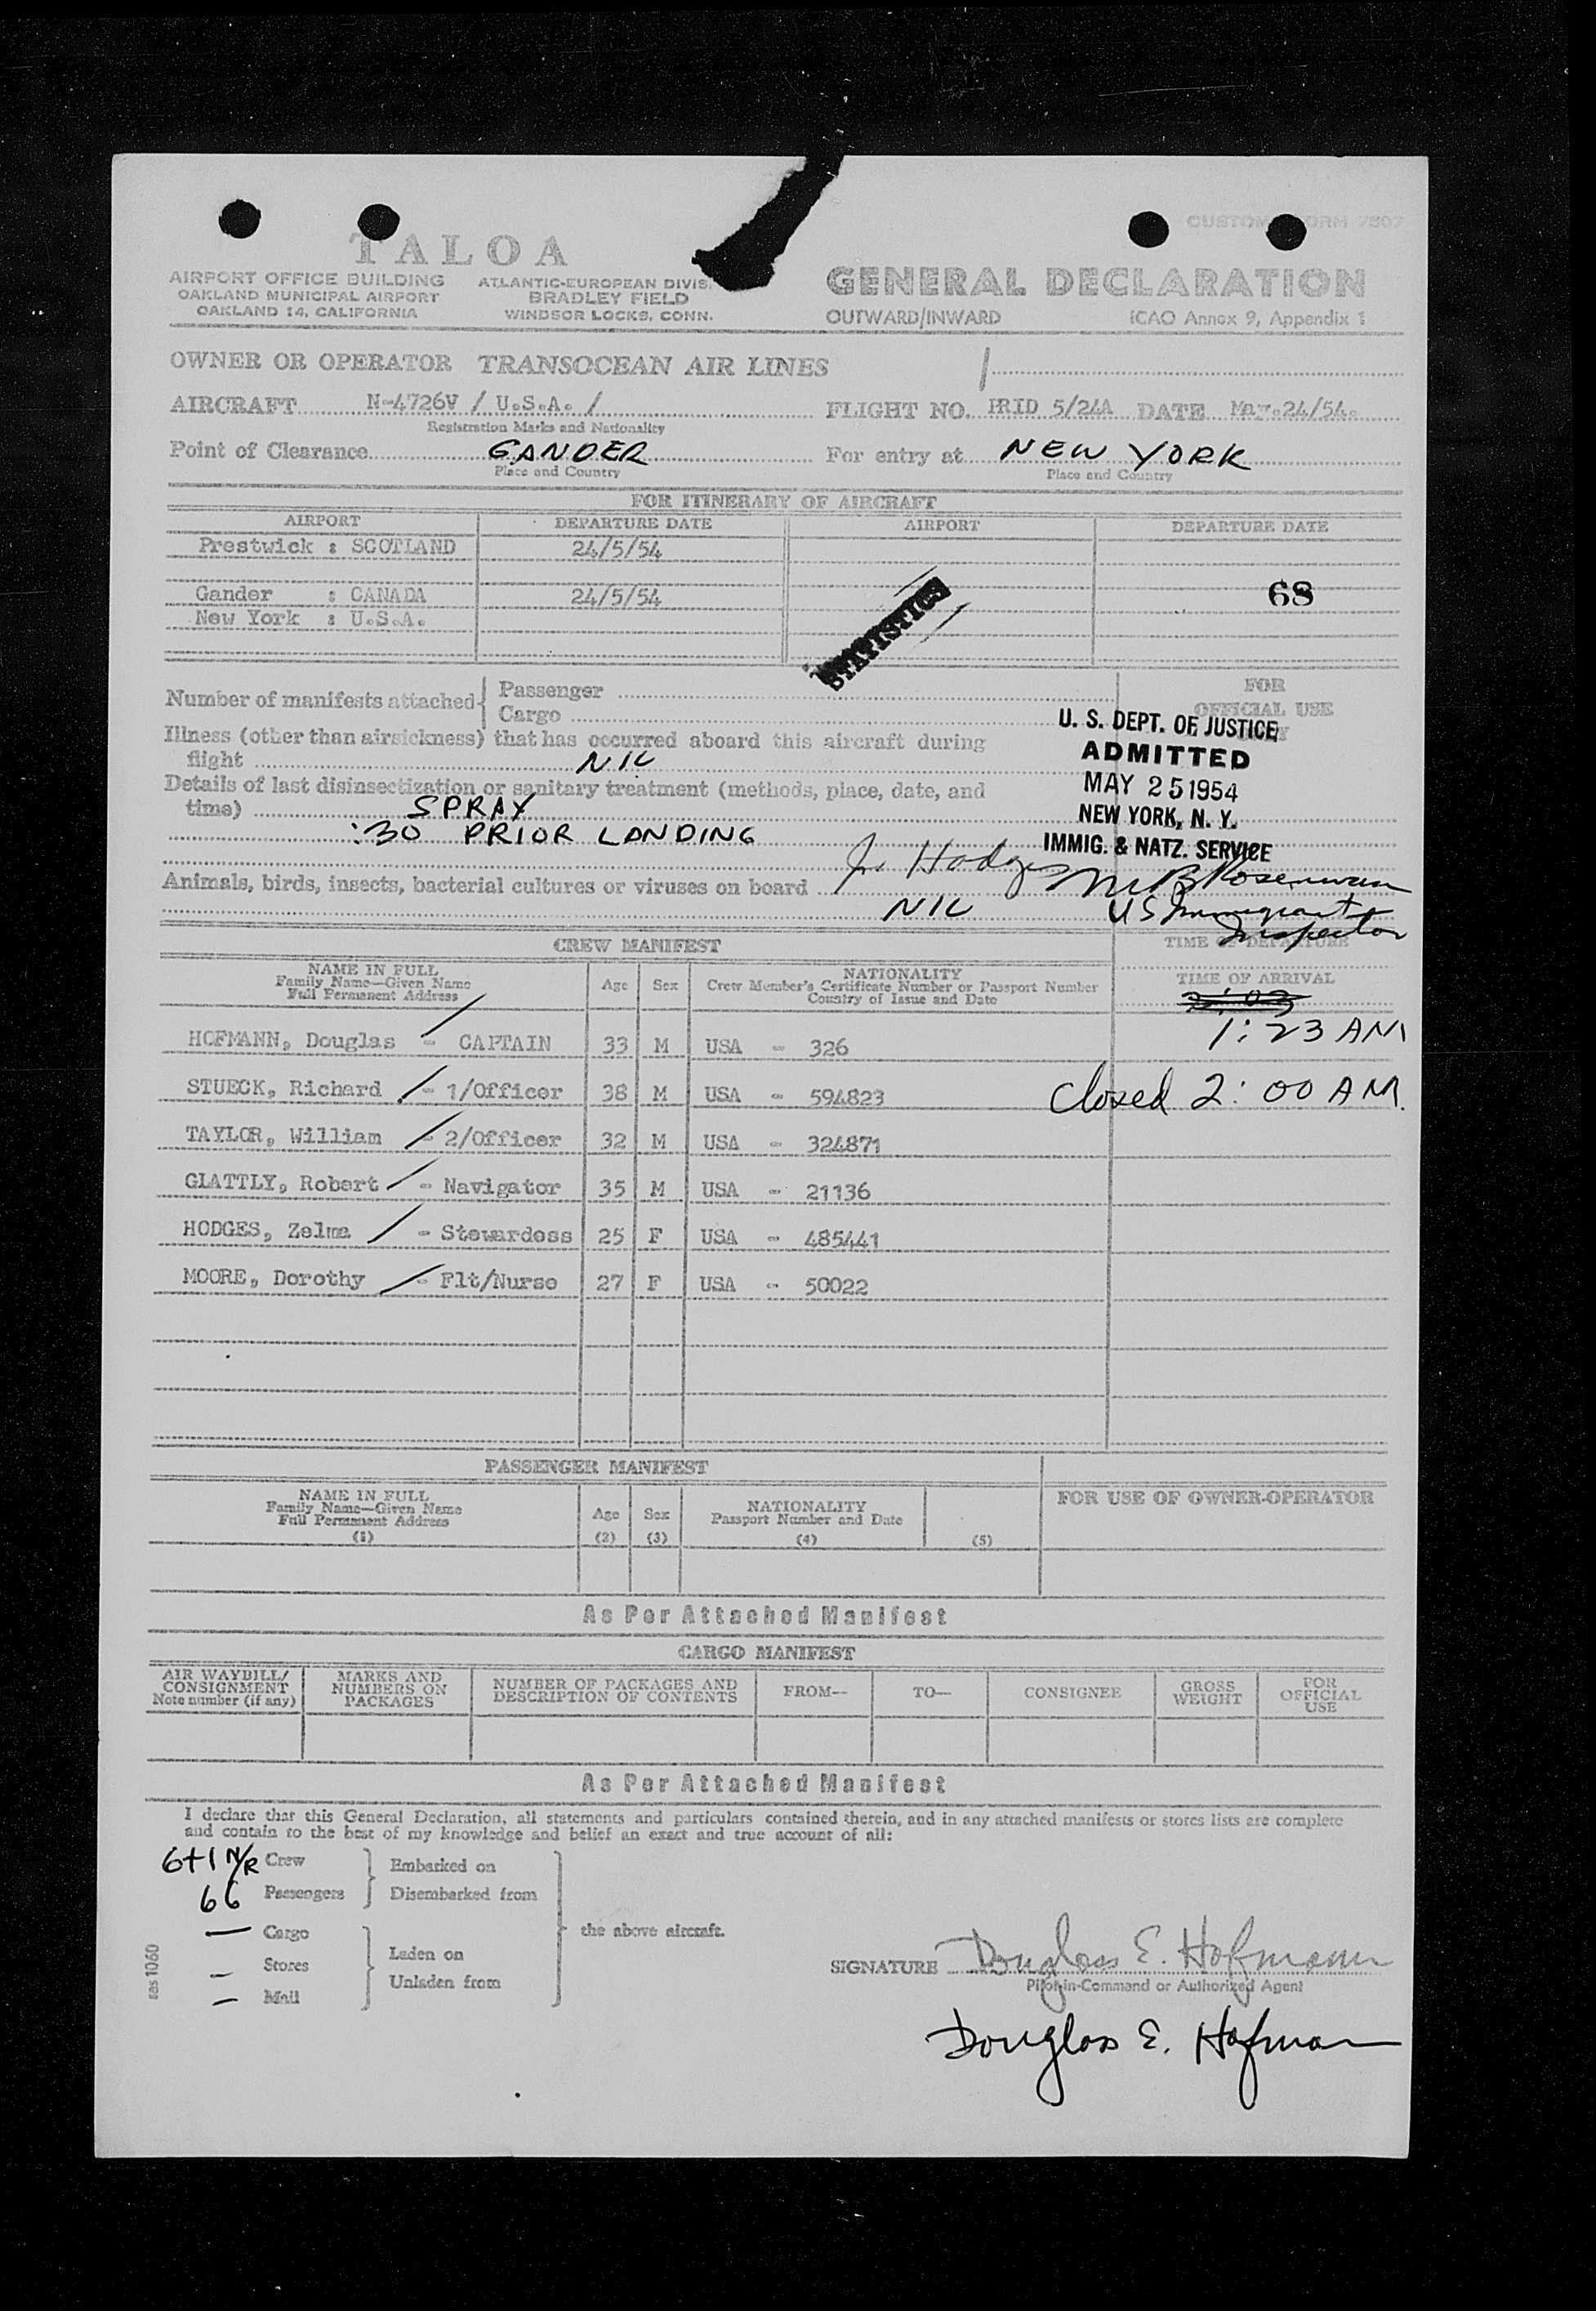 CUSTOMS FORM 7507
TALOA
AIRPORT OFFICE BUILDING
OAKLAND MUNICIPAL AIRPORT
OAKLAND 14, CALIFORNIA
ATLANTIC-EUROPEAN DIVIS
BRADLEY FIELD
WINDSOR LOCKS, CONN.
GENERAL DECLARATION
OUTWARD/INWARD ICAO Annex 9, Appendix 1
OWNER OR OPERATOR TRANSOCEAN AIR LINES
AIRCRAFT N-4726V / U.S.A. / FLIGHT NO. IRID 5/24A DATE May.24/54.
Registration Marks and Nationality
Point of Clearance GANDER For entry at NEW YORK
Place and Country Place and Country
FOR ITINERARY OF AIRCRAFT
AIRPORT DEPARTURE DATE AIRPORT DEPARTURE DATE
Prestwick : SCOTLAND 24/5/54
Gander : CANADA 24/5/54 68
New York : U.S.A.
STATISTICS
Number of manifests attached Passenger
Cargo
FOR
OFFICIAL USE
Illness (other than airsickness) that has occurred aboard this aircraft during
flight NIL
Details of last disinsectization or sanitary treatment (methods, place, date, and
time) SPRAY
:30 PRIOR LANDING
U. S. DEPT. OF JUSTICE
ADMITTED
MAY 25 1954
NEW YORK, N. Y.
IMMIG. & NATZ. SERVICE
Hodges
Animals, birds, insects, bacterial cultures or viruses on board
NIL
US Immigrant
Inspector
CREW MANIFEST
TIME OF DEPARTURE
NAME IN FULL
Family Name—Given Name
Full Permanent Address
Age Sex
NATIONALITY
Crew Member's Certificate Number or Passport Number
Country of Issue and Date
TIME OF ARRIVAL
1:23 AM
HOFMANN, Douglas - CAPTAIN 33 M USA - 326
STUECK, Richard - 1/Officer 38 M USA - 594823
closed 2:00 AM.
TAYLOR, William - 2/Officer 32 M USA - 324871
GLATTLY, Robert - Navigator 35 M USA - 21136
HODGES, Zelma - Stewardess 25 F USA - 485441
MOORE, Dorothy - Flt/Nurse 27 F USA - 50022
PASSENGER MANIFEST
NAME IN FULL
Family Name—Given Name
Full Permanent Address
(1)
Age
(2)
Sex
(3)
NATIONALITY
Passport Number and Date
(4)
(5)
FOR USE OF OWNER-OPERATOR
As Per Attached Manifest
CARGO MANIFEST
AIR WAYBILL/
CONSIGNMENT
Note number (if any)
MARKS AND
NUMBERS ON
PACKAGES
NUMBER OF PACKAGES AND
DESCRIPTION OF CONTENTS
FROM—
TO—
CONSIGNEE
GROSS
WEIGHT
FOR
OFFICIAL
USE
As Per Attached Manifest
I declare that this General Declaration, all statements and particulars contained therein, and in any attached manifests or stores lists are complete
and contain to the best of my knowledge and belief an exact and true account of all:
6+1 N/R Crew Embarked on
66 Passengers Disembarked from
— Cargo
the above aircraft.
— Stores Laden on
— Mail Unladen from
sas 1060
SIGNATURE Douglass E. Hofmann
Pilot-in-Command or Authorized Agent
Douglas E. Hofman